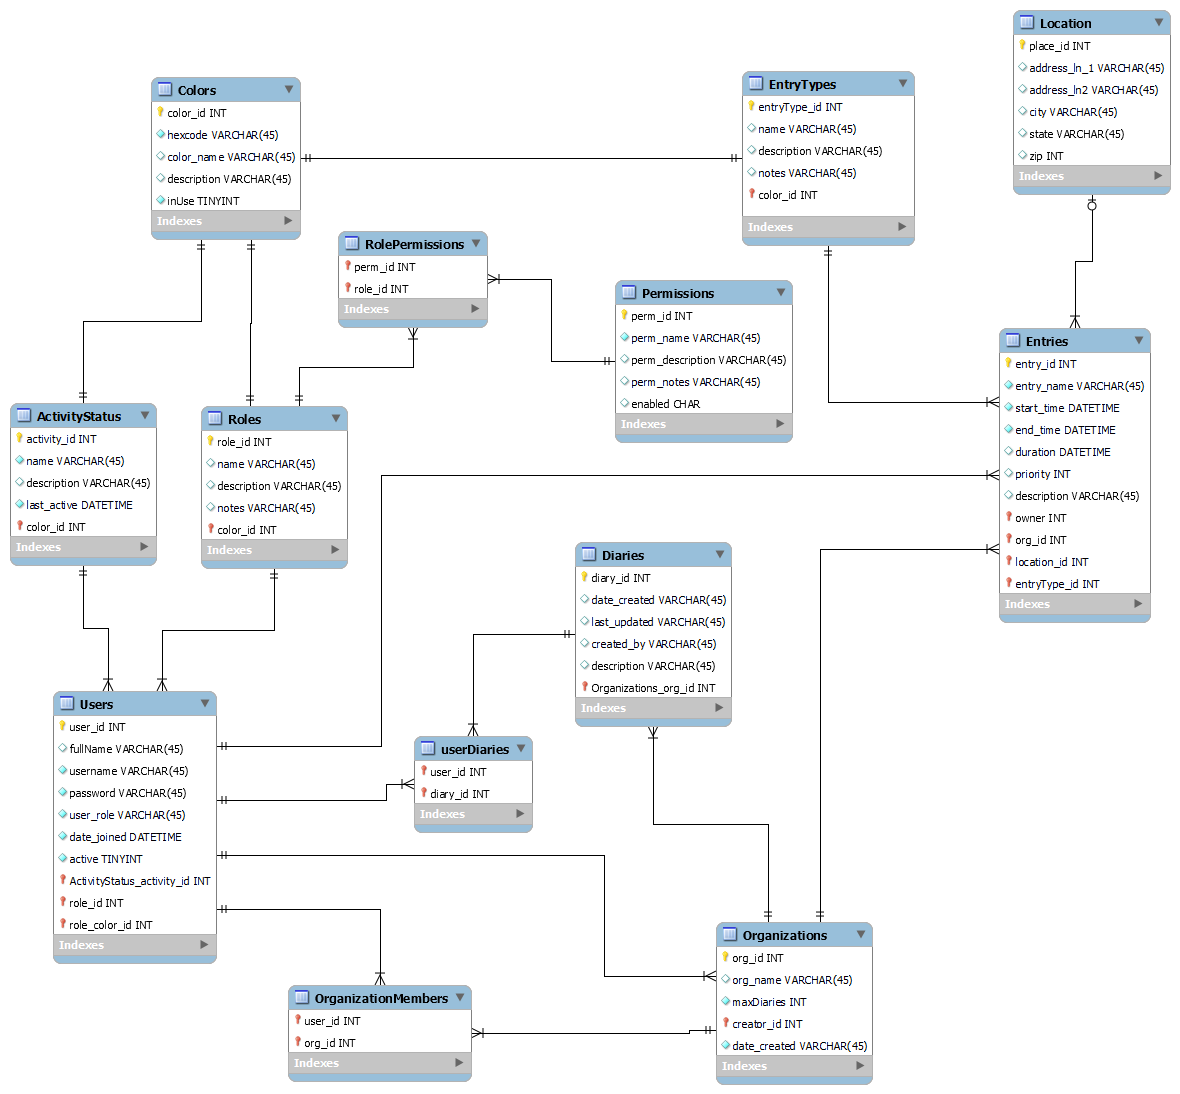 Location
place_id INT
address_ln_1 VARCHAR(45)
address_ln2 VARCHAR(45)
city VARCHAR(45)
state VARCHAR(45)
zip INT
Indexes
Colors
color_id INT
hexcode VARCHAR(45)
color_name VARCHAR(45)
description VARCHAR(45)
inUse TINYINT
Indexes
EntryTypes
entryType_id INT
name VARCHAR(45)
description VARCHAR(45)
notes VARCHAR(45)
color_id INT
Indexes
RolePermissions
perm_id INT
role_id INT
Indexes
Permissions
perm_id INT
perm_name VARCHAR(45)
perm_description VARCHAR(45)
perm_notes VARCHAR(45)
enabled CHAR
Indexes
Entries
entry_id INT
entry_name VARCHAR(45)
start_time DATETIME
end_time DATETIME
duration DATETIME
priority INT
description VARCHAR(45)
owner INT
org_id INT
location_id INT
entryType_id INT
Indexes
ActivityStatus
activity_id INT
name VARCHAR(45)
description VARCHAR(45)
last_active DATETIME
color_id INT
Indexes
Roles
role_id INT
name VARCHAR(45)
description VARCHAR(45)
notes VARCHAR(45)
color_id INT
Indexes
Diaries
diary_id INT
date_created VARCHAR(45)
last_updated VARCHAR(45)
created_by VARCHAR(45)
description VARCHAR(45)
Organizations_org_id INT
Indexes
Users
user_id INT
fullName VARCHAR(45)
username VARCHAR(45)
password VARCHAR(45)
user_role VARCHAR(45)
date_joined DATETIME
active TINYINT
ActivityStatus_activity_id INT
role_id INT
role_color_id INT
Indexes
userDiaries
user_id INT
diary_id INT
Indexes
Organizations
org_id INT
org_name VARCHAR(45)
maxDiaries INT
creator_id INT
date_created VARCHAR(45)
Indexes
OrganizationMembers
user_id INT
org_id INT
Indexes